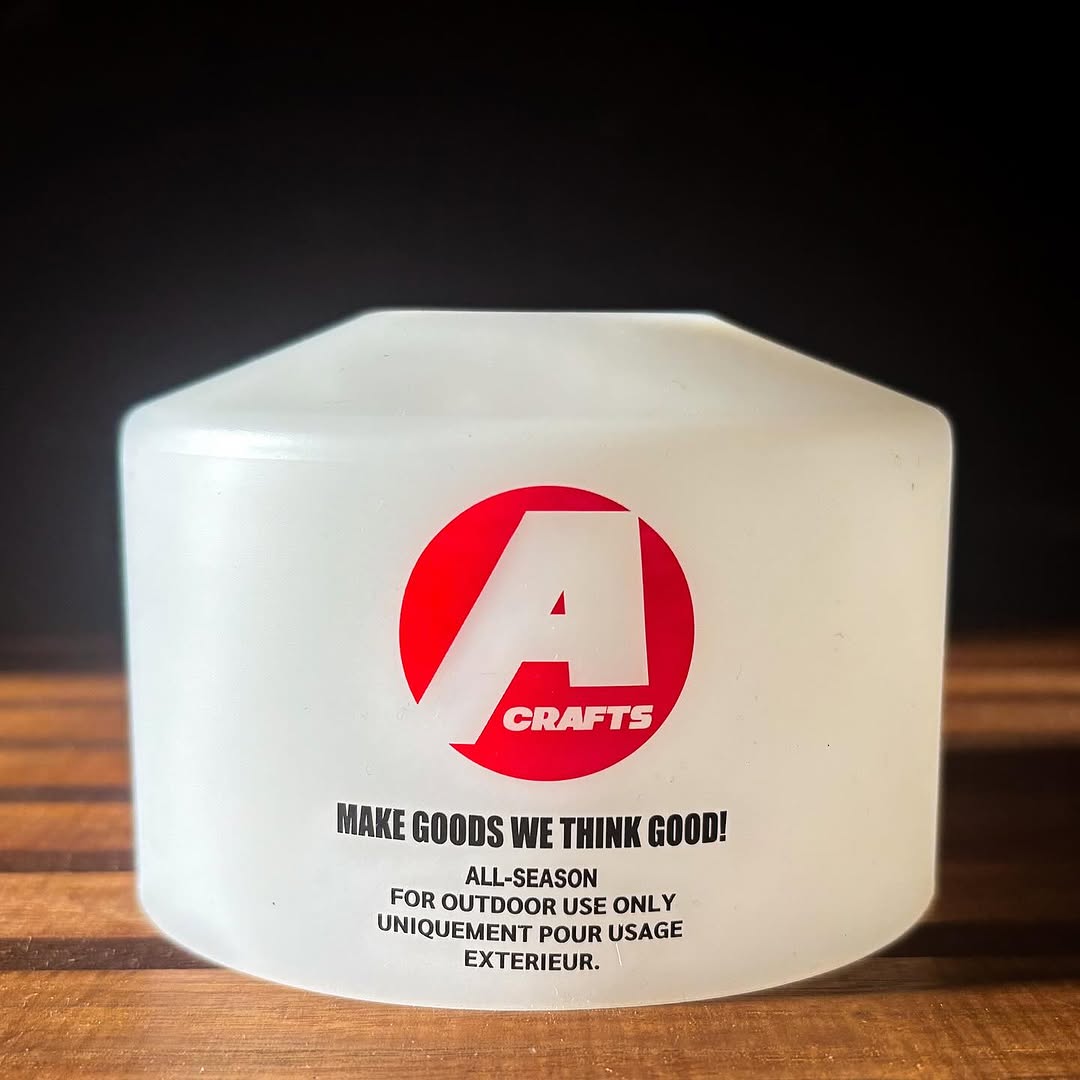 A
CRAFTS
MAKE GOODS WE THINK GOOD!
ALL-SEASON
FOR OUTDOOR USE ONLY
UNIQUEMENT POUR USAGE
EXTERIEUR.